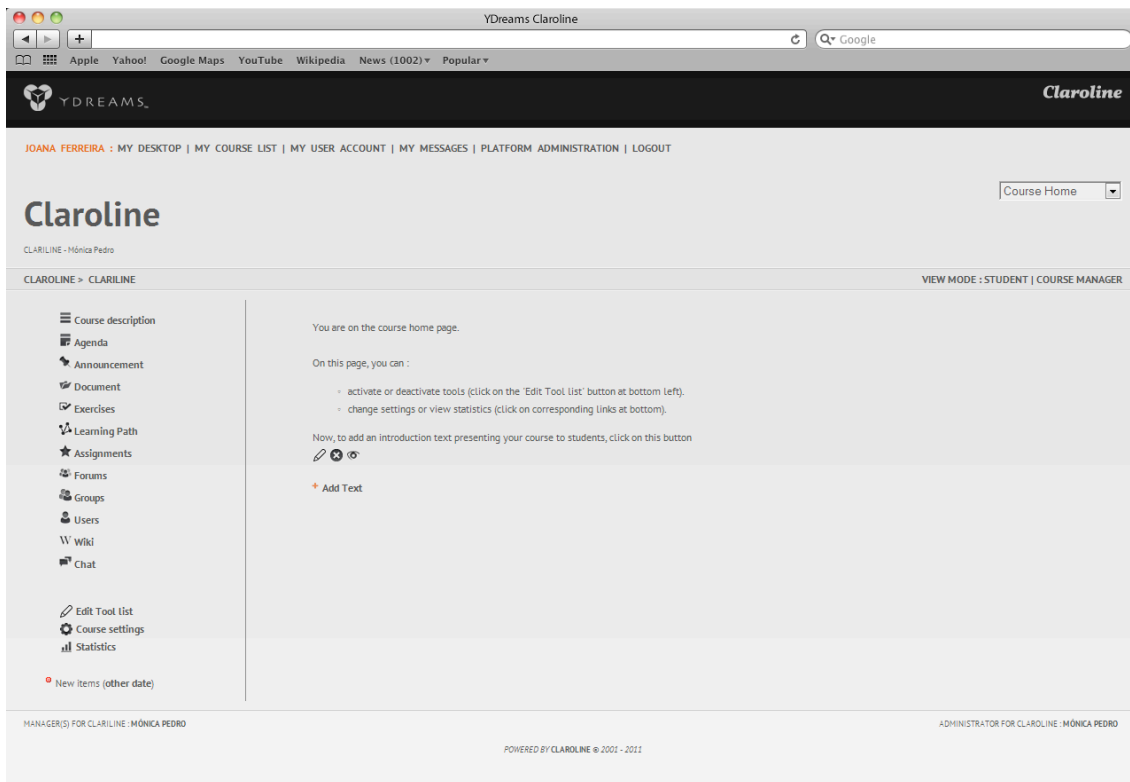 YDreams Claroline
Google
Apple Yahoo! Google Maps YouTube Wikipedia News (1002) Popular
YDREAMS
Claroline
JOANA FERREIRA : MY DESKTOP | MY COURSE LIST | MY USER ACCOUNT | MY MESSAGES | PLATFORM ADMINISTRATION | LOGOUT
Course Home
Claroline
CLARILINE - Mónica Pedro
CLAROLINE > CLARILINE
VIEW MODE : STUDENT | COURSE MANAGER
Course description
Agenda
Announcement
Document
Exercises
Learning Path
Assignments
Forums
Groups
Users
W Wiki
Chat
Edit Tool list
Course settings
Statistics
New items (other date)
You are on the course home page.
On this page, you can :
activate or deactivate tools (click on the 'Edit Tool list' button at bottom left).
change settings or view statistics (click on corresponding links at bottom).
Now, to add an introduction text presenting your course to students, click on this button
+ Add Text
MANAGER(S) FOR CLARILINE : MÓNICA PEDRO
ADMINISTRATOR FOR CLAROLINE : MÓNICA PEDRO
POWERED BY CLAROLINE © 2001 - 2011